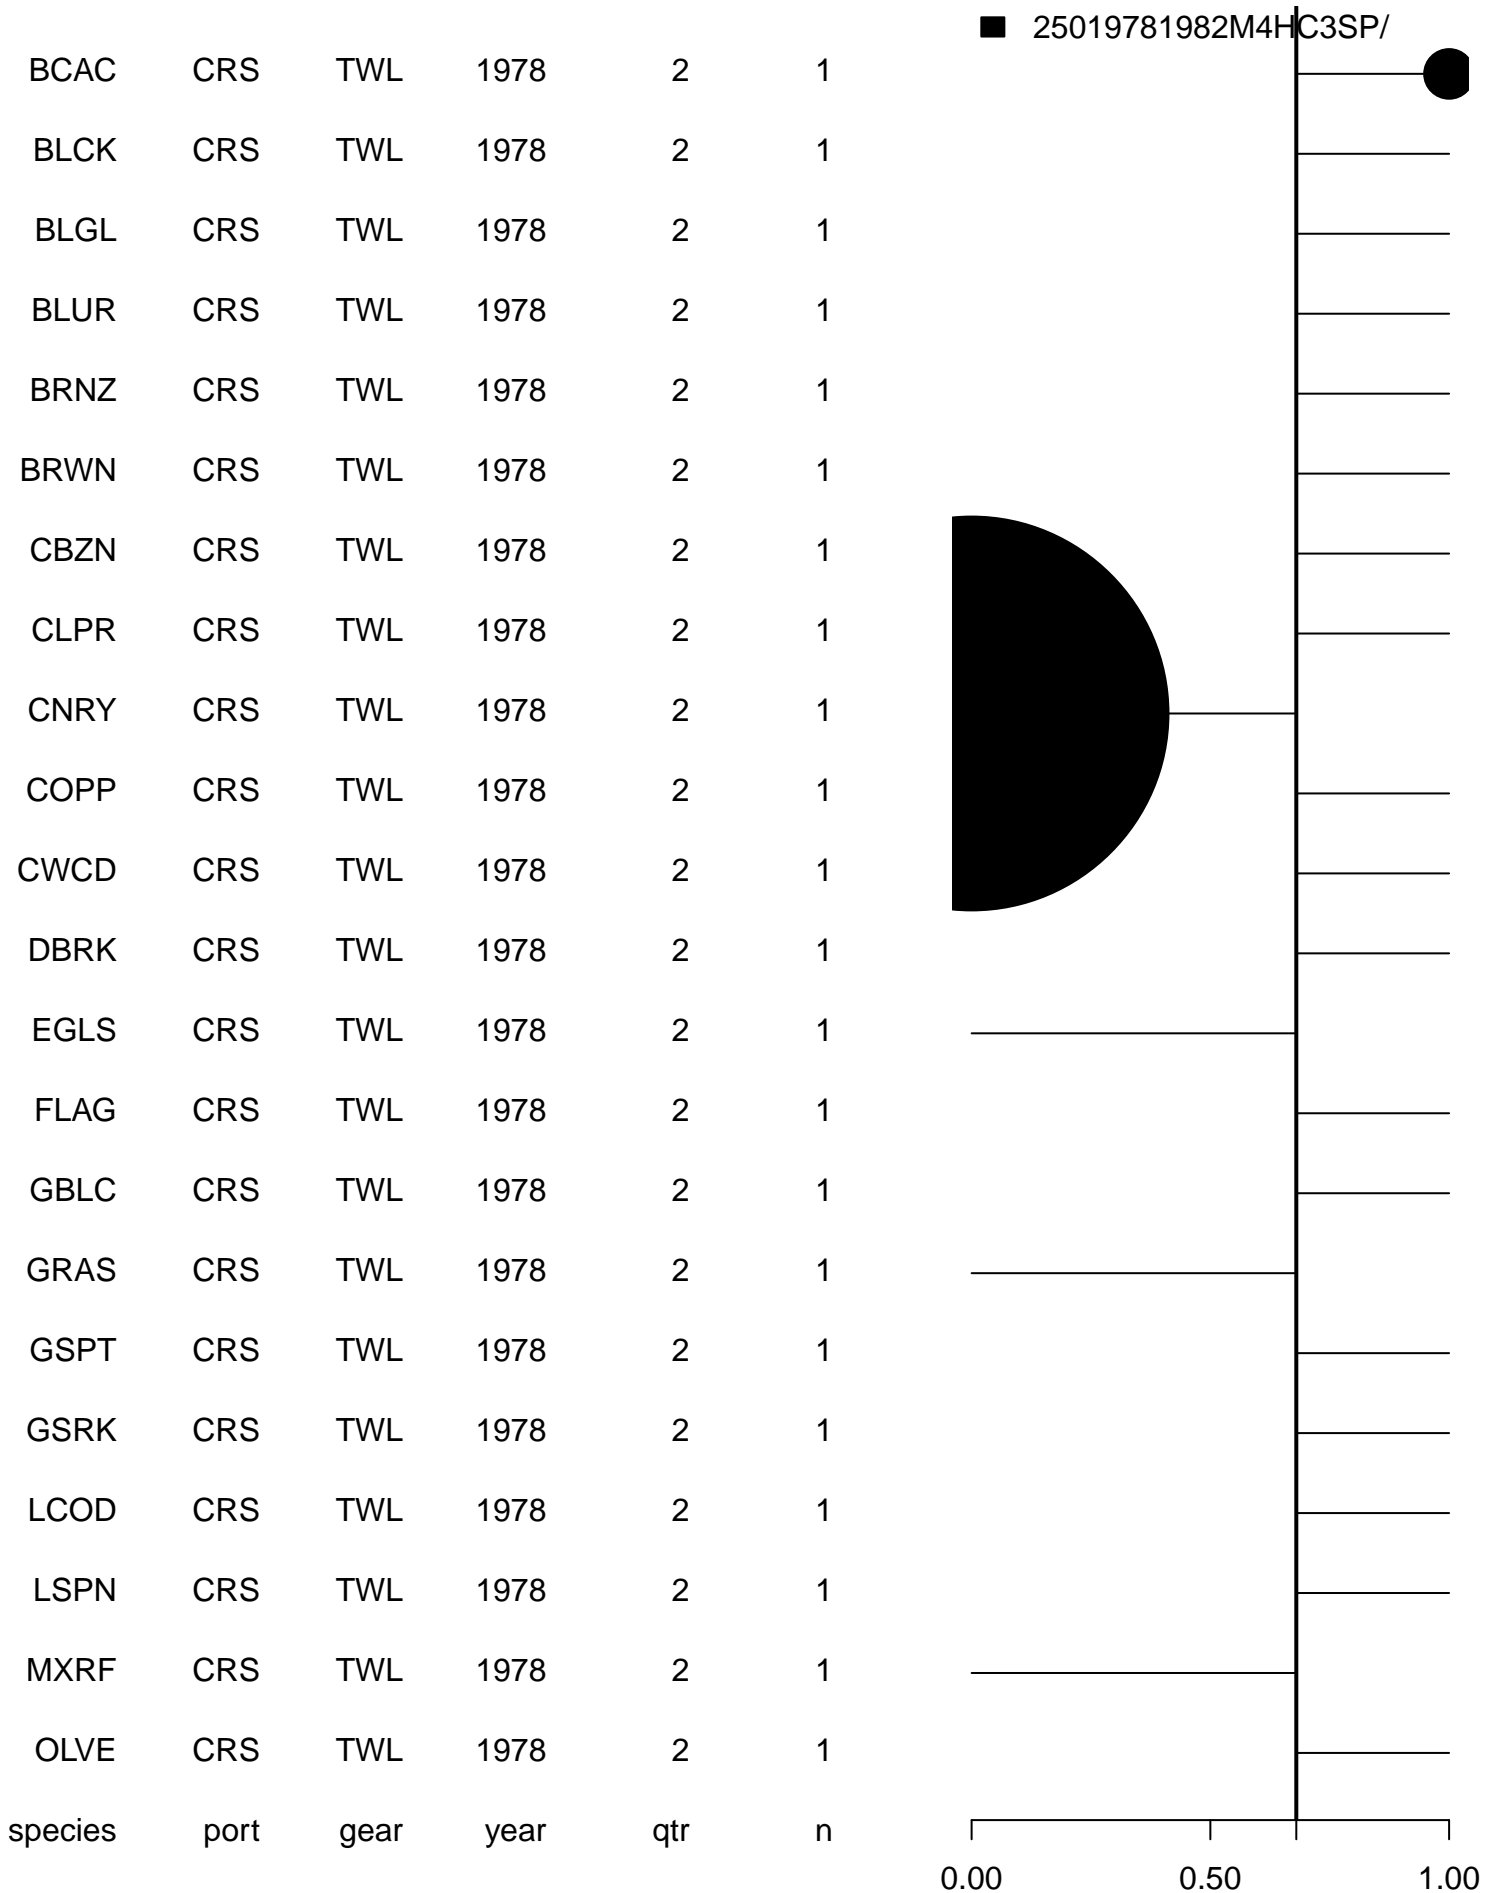 25019781982M4HC3SP/
BCAC CRS TWL 1978 2 1
BLCK CRS TWL 1978 2 1
BLGL CRS TWL 1978 2 1
BLUR CRS TWL 1978 2 1
BRNZ CRS TWL 1978 2 1
BRWN CRS TWL 1978 2 1
CBZN CRS TWL 1978 2 1
CLPR CRS TWL 1978 2 1
CNRY CRS TWL 1978 2 1
COPP CRS TWL 1978 2 1
CWCD CRS TWL 1978 2 1
DBRK CRS TWL 1978 2 1
EGLS CRS TWL 1978 2 1
FLAG CRS TWL 1978 2 1
GBLC CRS TWL 1978 2 1
GRAS CRS TWL 1978 2 1
GSPT CRS TWL 1978 2 1
GSRK CRS TWL 1978 2 1
LCOD CRS TWL 1978 2 1
LSPN CRS TWL 1978 2 1
MXRF CRS TWL 1978 2 1
OLVE CRS TWL 1978 2 1
species port gear year qtr n
0.00 0.50 1.00